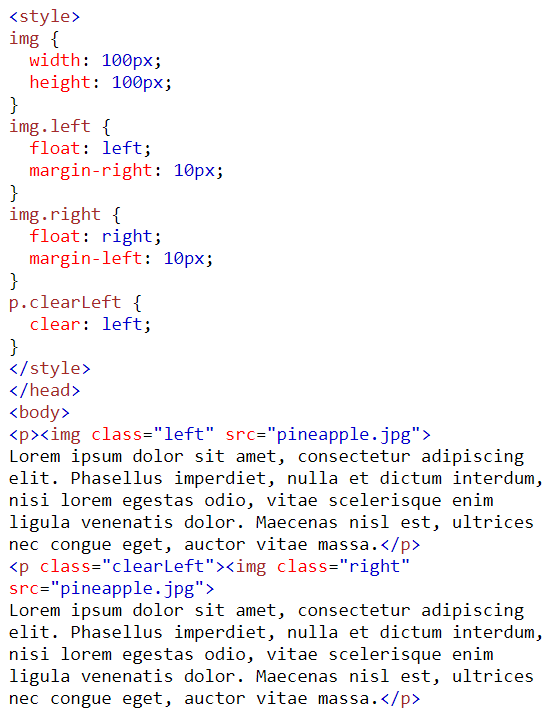 <style>
img {
  width: 100px;
  height: 100px;
}
img.left {
  float: left;
  margin-right: 10px;
}
img.right {
  float: right;
  margin-left: 10px;
}
p.clearLeft {
  clear: left;
}
</style>
</head>
<body>
<p><img class="left" src="pineapple.jpg">
Lorem ipsum dolor sit amet, consectetur adipiscing
elit. Phasellus imperdiet, nulla et dictum interdum,
nisi lorem egestas odio, vitae scelerisque enim
ligula venenatis dolor. Maecenas nisl est, ultrices
nec congue eget, auctor vitae massa.</p>
<p class="clearLeft"><img class="right"
src="pineapple.jpg">
Lorem ipsum dolor sit amet, consectetur adipiscing
elit. Phasellus imperdiet, nulla et dictum interdum,
nisi lorem egestas odio, vitae scelerisque enim
ligula venenatis dolor. Maecenas nisl est, ultrices
nec congue eget, auctor vitae massa.</p>